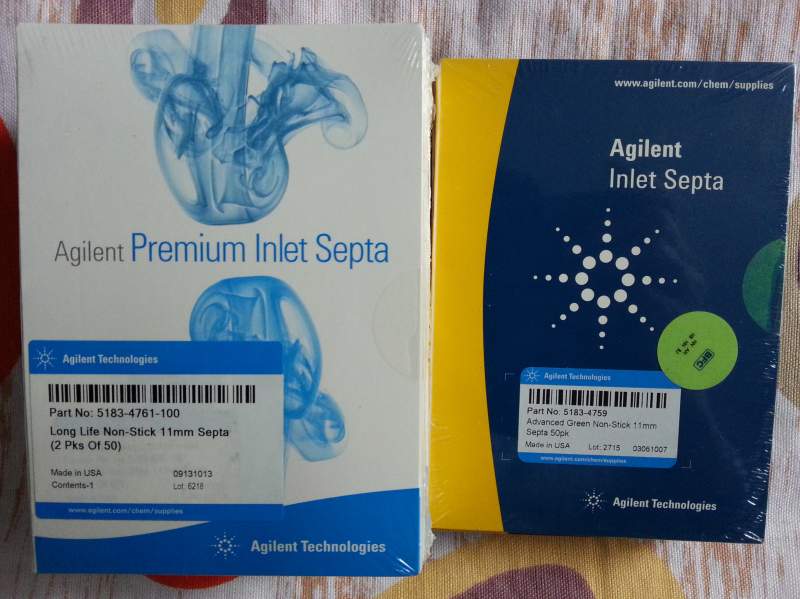 Agilent Premium Inlet Septa
Agilent Technologies
Part No: 5183-4761-100
Long Life Non-Stick 11mm Septa
(2 Pks Of 50)
Made in USA 09131013
Contents-1 Lot: 6218
www.agilent.com/chem/supplies
Agilent Technologies
www.agilent.com/chem/supplies
Agilent
Inlet Septa
BFC
Agilent Technologies
Part No: 5183-4759
Advanced Green Non-Stick 11mm
Septa 50pk
Made in USA Lot: 2715 03061007
www.agilent.com/chem/supplies
Agilent Technologies